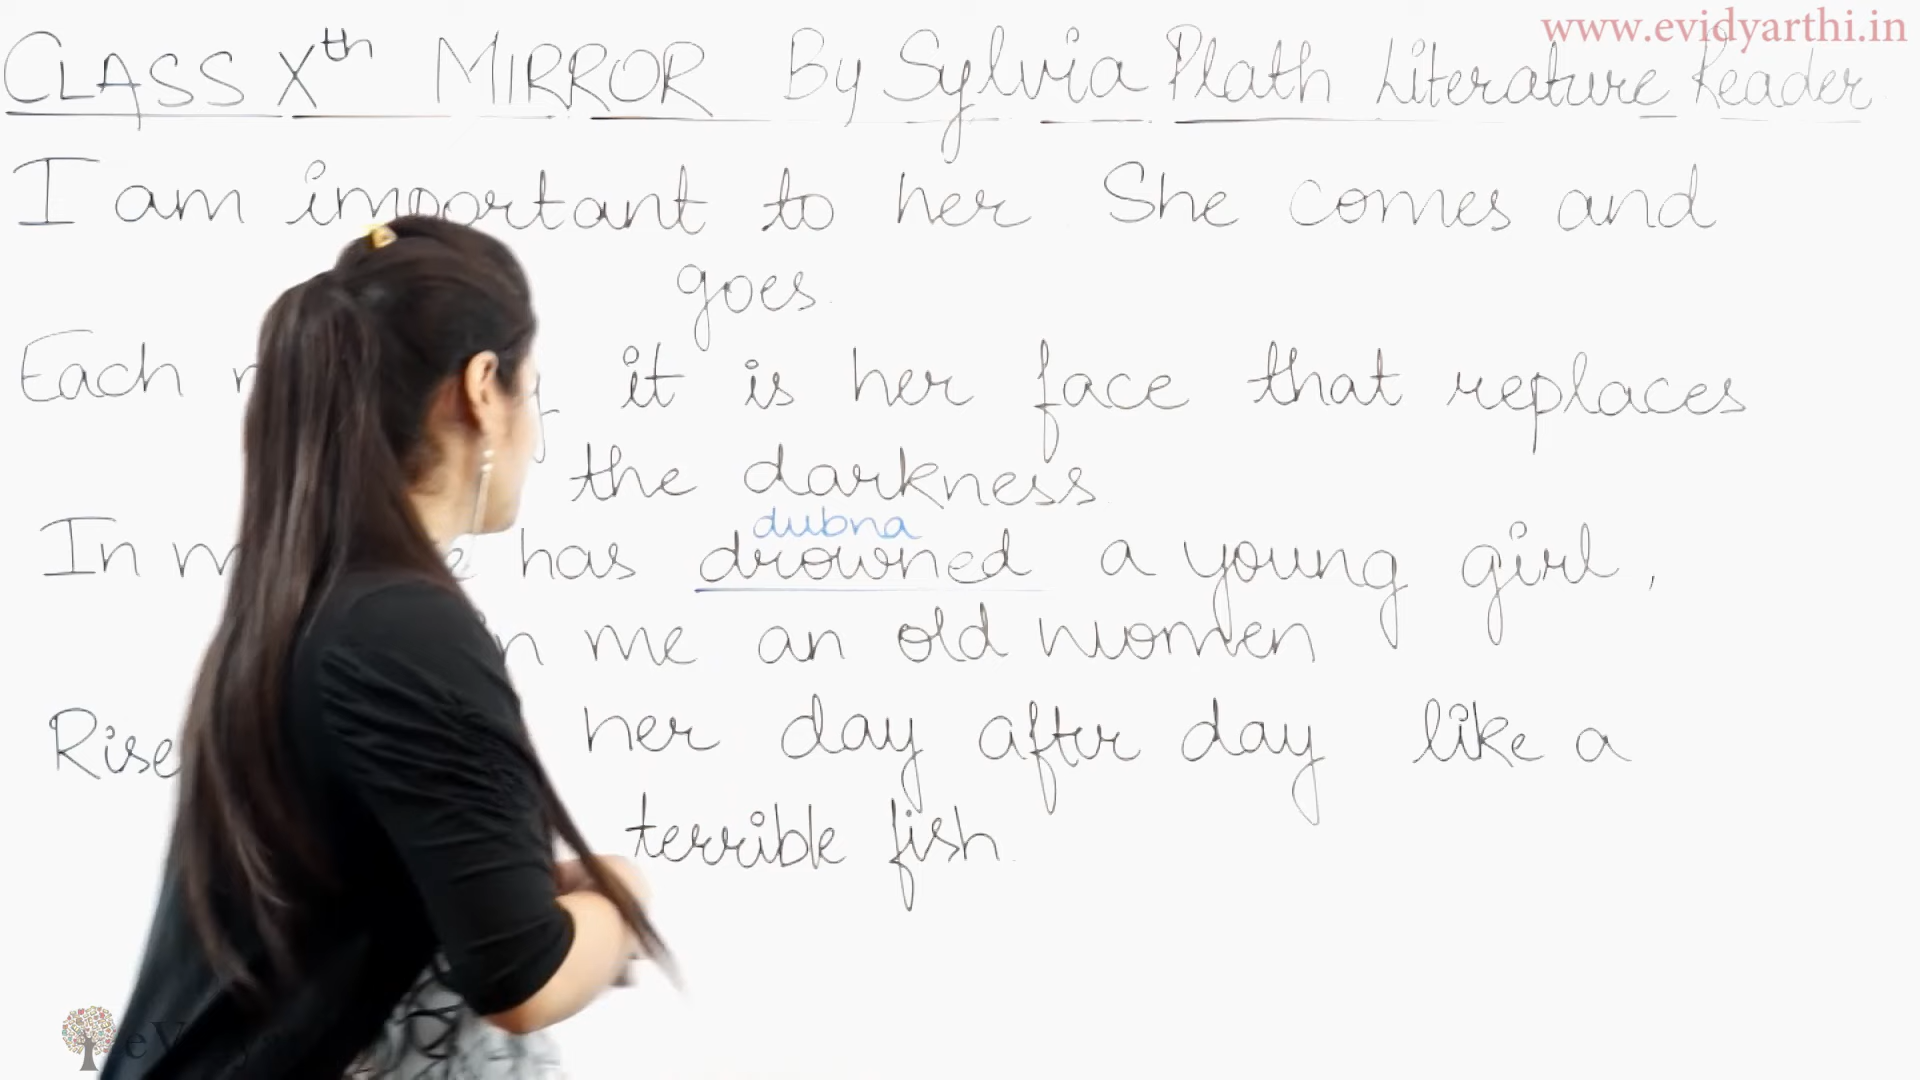 www.evidyarthi.in
CLASS Xth MIRROR By Sylvia Plath Literature Reader
I am important to her She comes and
goes.
Each it is her face that replaces
the darkness
dubna
In has drowned a young girl,
me an old women
Rise her day after day like a
terrible fish.